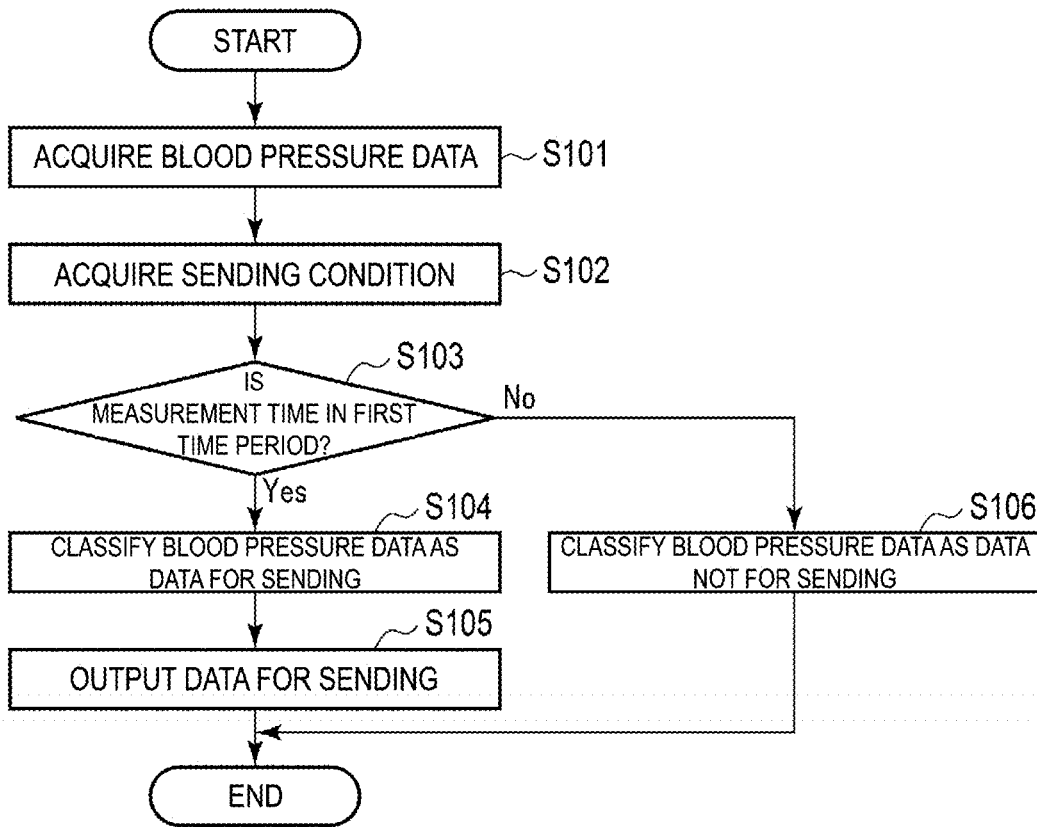 START
ACQUIRE BLOOD PRESSURE DATA
S101
ACQUIRE SENDING CONDITION
S102
S103
IS
MEASUREMENT TIME IN FIRST
TIME PERIOD?
No
Yes
S104
CLASSIFY BLOOD PRESSURE DATA AS
DATA FOR SENDING
S106
CLASSIFY BLOOD PRESSURE DATA AS DATA
NOT FOR SENDING
S105
OUTPUT DATA FOR SENDING
END